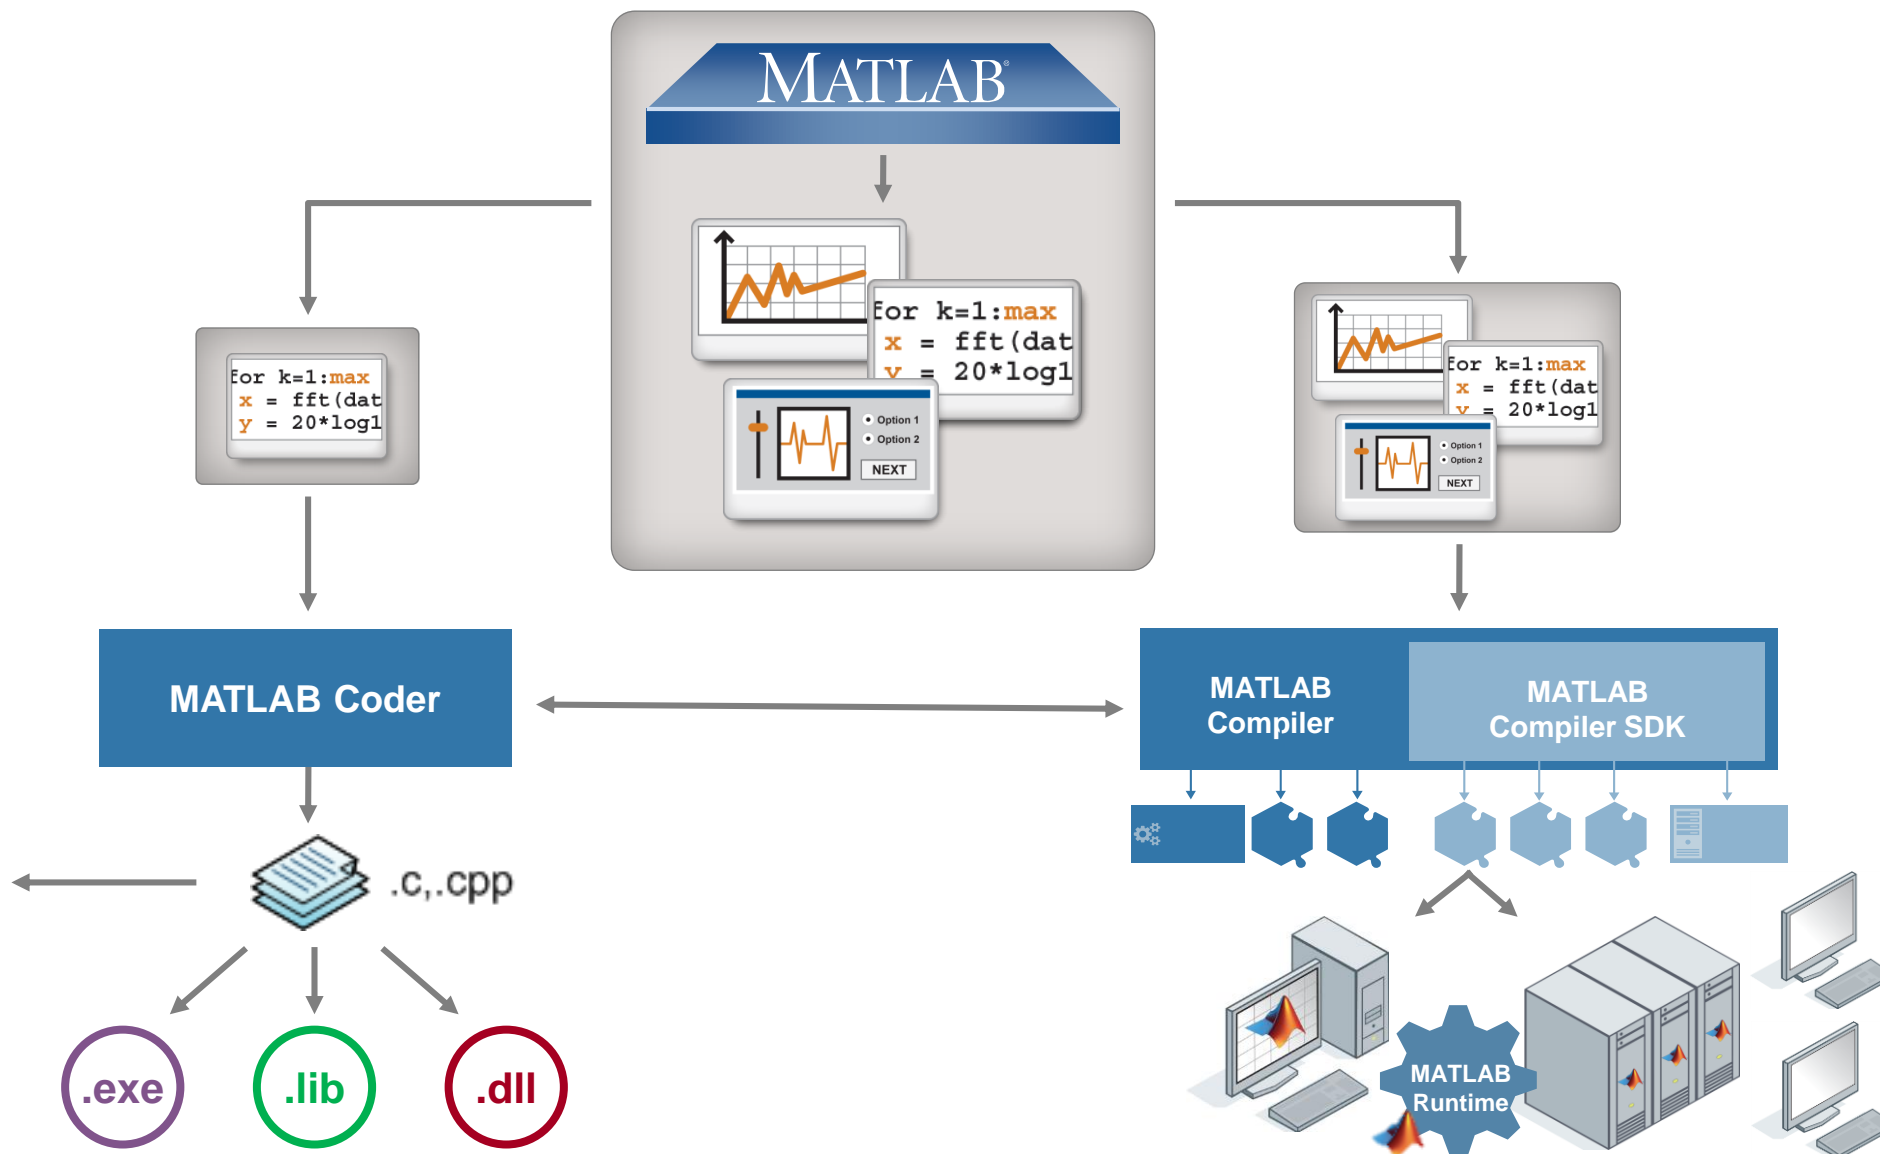 MATLAB®
for k=1:max
x = fft(dat
y = 20*log1
Option 1
Option 2
NEXT
for k=1:max
x = fft(dat
y = 20*log1
for k=1:max
x = fft(dat
y = 20*log1
Option 1
Option 2
NEXT
MATLAB Coder
MATLAB
Compiler
MATLAB
Compiler SDK
.c,.cpp
.exe
.lib
.dll
MATLAB
Runtime